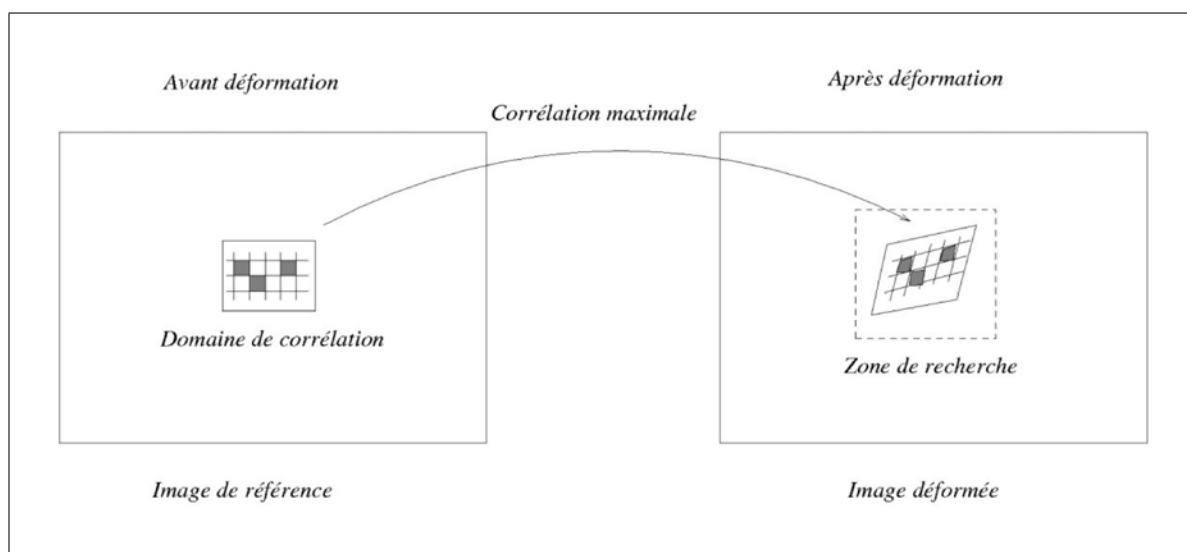 Avant déformation
Après déformation
Corrélation maximale
Domaine de corrélation
Zone de recherche
Image de référence
Image déformée